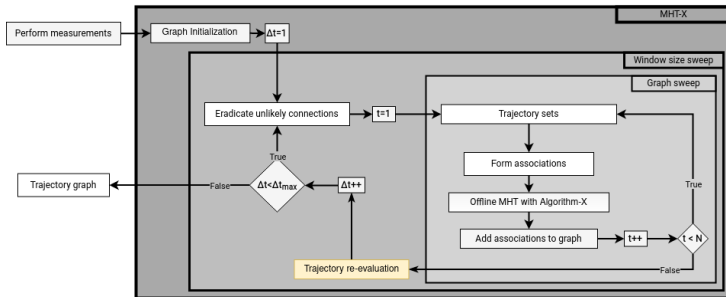 MHT-X
Perform measurements
Graph Initialization
Δt=1
Window size sweep
Graph sweep
Eradicate unlikely connections
t=1
Trajectory sets
True
Form associations
Trajectory graph
False
Δt<Δtmax
Δt++
True
Offline MHT with Algorithm-X
Add associations to graph
t++
t < N
Trajectory re-evaluation
False